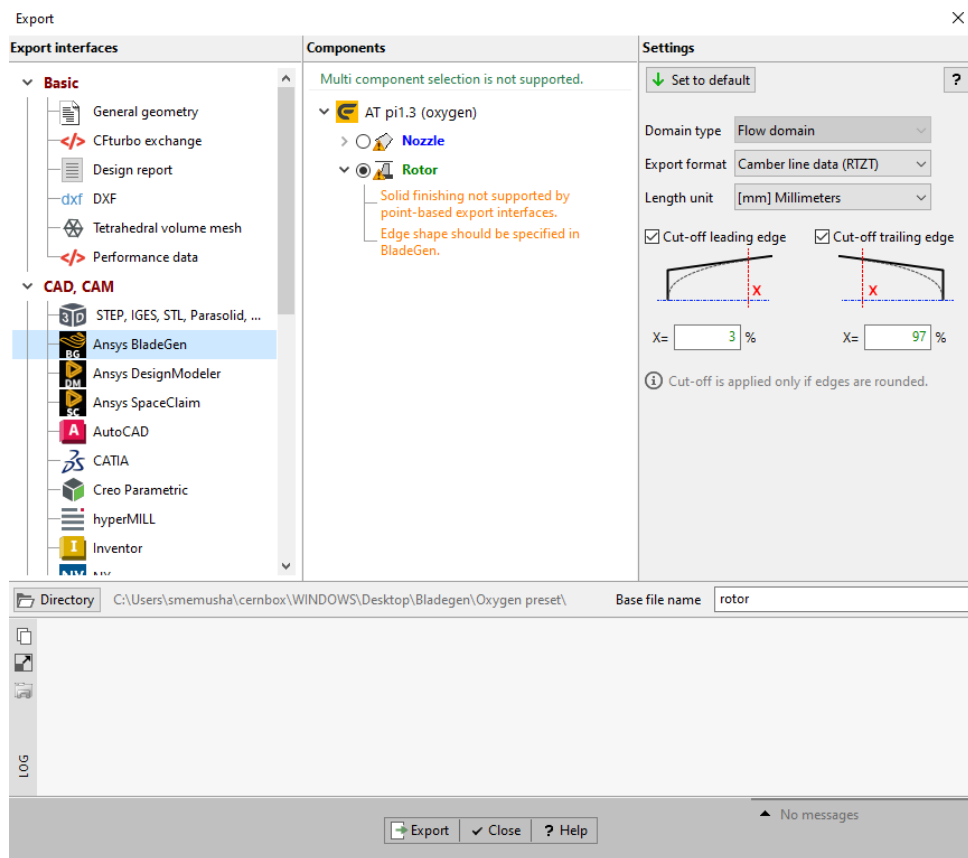 Export
Export interfaces
Basic
General geometry
CFturbo exchange
Design report
dxf DXF
Tetrahedral volume mesh
Performance data
CAD, CAM
3D STEP, IGES, STL, Parasolid, ...
BG Ansys BladeGen
DM Ansys DesignModeler
SC Ansys SpaceClaim
A AutoCAD
CATIA
Creo Parametric
hyperMILL
I Inventor
Components
Multi component selection is not supported.
AT pi1.3 (oxygen)
Nozzle
Rotor
Solid finishing not supported by
point-based export interfaces.
Edge shape should be specified in
BladeGen.
Settings
Set to default
?
Domain type Flow domain
Export format Camber line data (RTZT)
Length unit [mm] Millimeters
Cut-off leading edge Cut-off trailing edge
X X
X= 3 % X= 97 %
Cut-off is applied only if edges are rounded.
Directory C:\Users\smemusha\cernbox\WINDOWS\Desktop\Bladegen\Oxygen preset\ Base file name rotor
LOG
No messages
Export Close ? Help